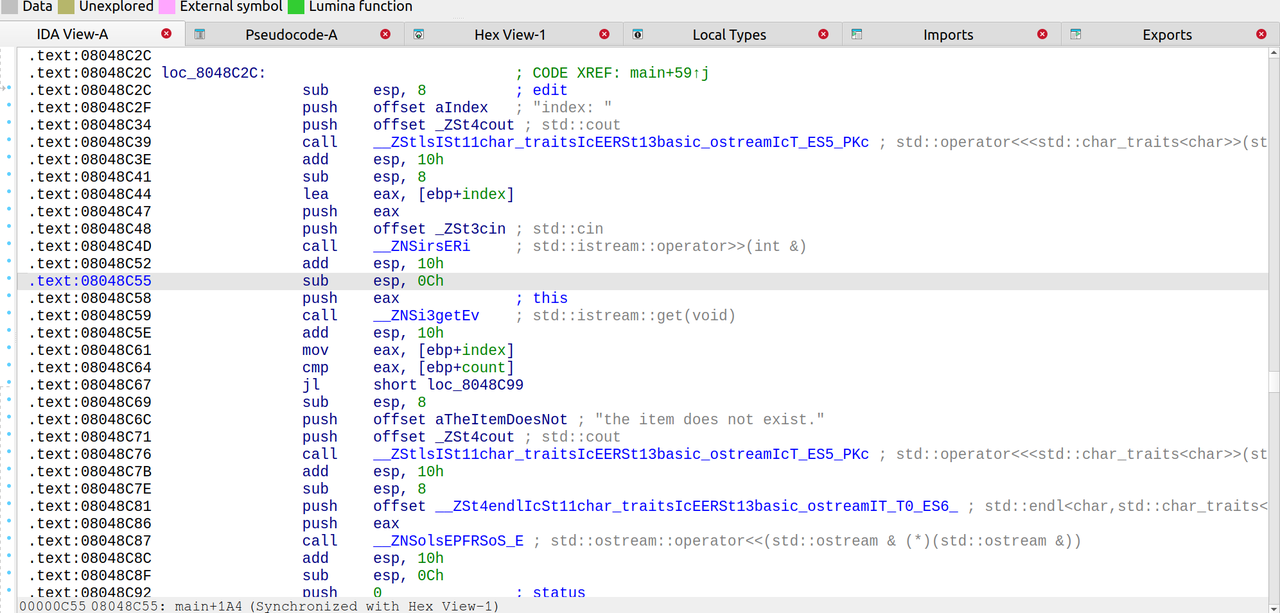 Data Unexplored External symbol Lumina function
IDA View-A Pseudocode-A Hex View-1 Local Types Imports Exports
.text:08048C2C
.text:08048C2C loc_8048C2C: ; CODE XREF: main+59↑j
.text:08048C2C sub esp, 8 ; edit
.text:08048C2F push offset aIndex ; "index: "
.text:08048C34 push offset _ZSt4cout ; std::cout
.text:08048C39 call __ZStlsISt11char_traitsIcEERSt13basic_ostreamIcT_ES5_PKc ; std::operator<<<std::char_traits<char>>(st
.text:08048C3E add esp, 10h
.text:08048C41 sub esp, 8
.text:08048C44 lea eax, [ebp+index]
.text:08048C47 push eax
.text:08048C48 push offset _ZSt3cin ; std::cin
.text:08048C4D call __ZNSirsERi ; std::istream::operator>>(int &)
.text:08048C52 add esp, 10h
.text:08048C55 sub esp, 0Ch
.text:08048C58 push eax ; this
.text:08048C59 call __ZNSi3getEv ; std::istream::get(void)
.text:08048C5E add esp, 10h
.text:08048C61 mov eax, [ebp+index]
.text:08048C64 cmp eax, [ebp+count]
.text:08048C67 jl short loc_8048C99
.text:08048C69 sub esp, 8
.text:08048C6C push offset aTheItemDoesNot ; "the item does not exist."
.text:08048C71 push offset _ZSt4cout ; std::cout
.text:08048C76 call __ZStlsISt11char_traitsIcEERSt13basic_ostreamIcT_ES5_PKc ; std::operator<<<std::char_traits<char>>(st
.text:08048C7B add esp, 10h
.text:08048C7E sub esp, 8
.text:08048C81 push offset __ZSt4endlIcSt11char_traitsIcEERSt13basic_ostreamIT_T0_ES6_ ; std::endl<char,std::char_traits<
.text:08048C86 push eax
.text:08048C87 call __ZNSolsEPFRSoS_E ; std::ostream::operator<<(std::ostream & (*)(std::ostream &))
.text:08048C8C add esp, 10h
.text:08048C8F sub esp, 0Ch
.text:08048C92 push 0 ; status
00000C55 08048C55: main+1A4 (Synchronized with Hex View-1)